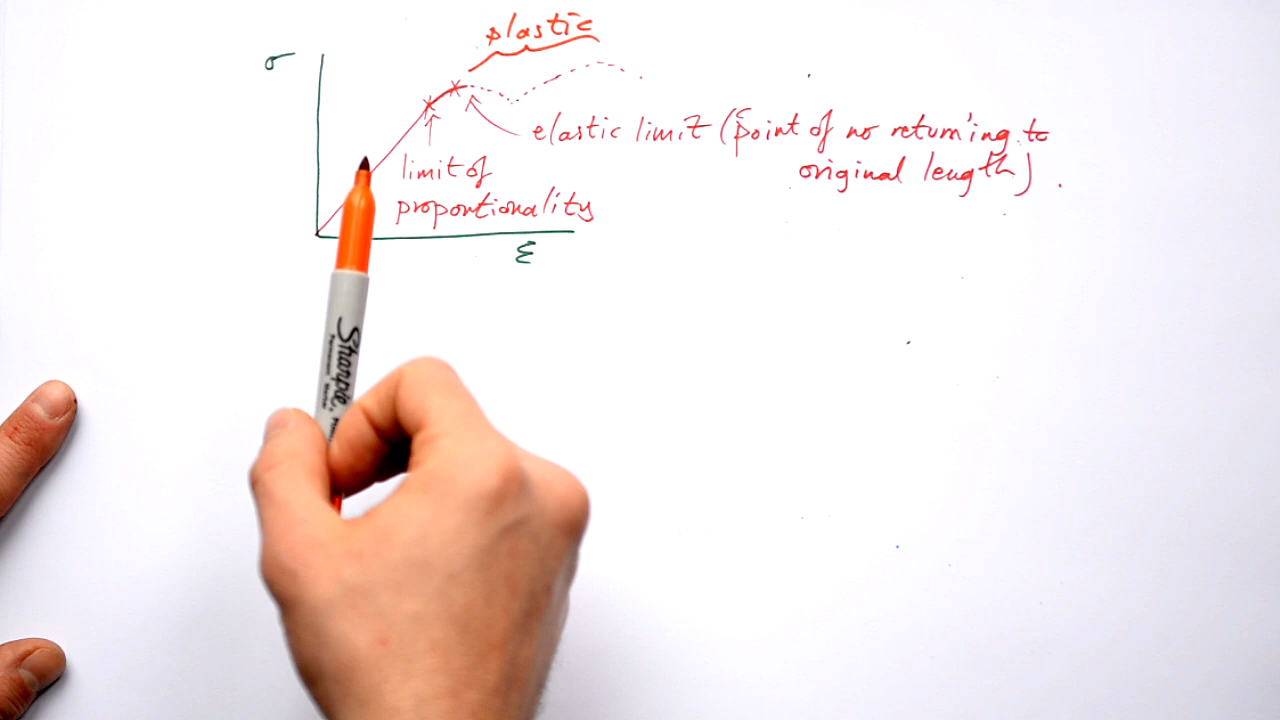 plastic
σ
elastic limit (point of no returning to
original length).
limit of
proportionality
ε
Sharpie